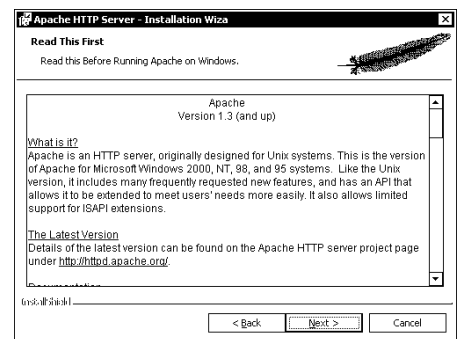 Apache HTTP Server - Installation Wiza
Read This First
Read this Before Running Apache on Windows.
Apache
Version 1.3 (and up)
What is it?
Apache is an HTTP server, originally designed for Unix systems. This is the version
of Apache for Microsoft Windows 2000, NT, 98, and 95 systems. Like the Unix
version, it includes many frequently requested new features, and has an API that
allows it to be extended to meet users' needs more easily. It also allows limited
support for ISAPI extensions.
The Latest Version
Details of the latest version can be found on the Apache HTTP server project page
under http://httpd.apache.org/.
Documentation
InstallShield
< Back
Next >
Cancel